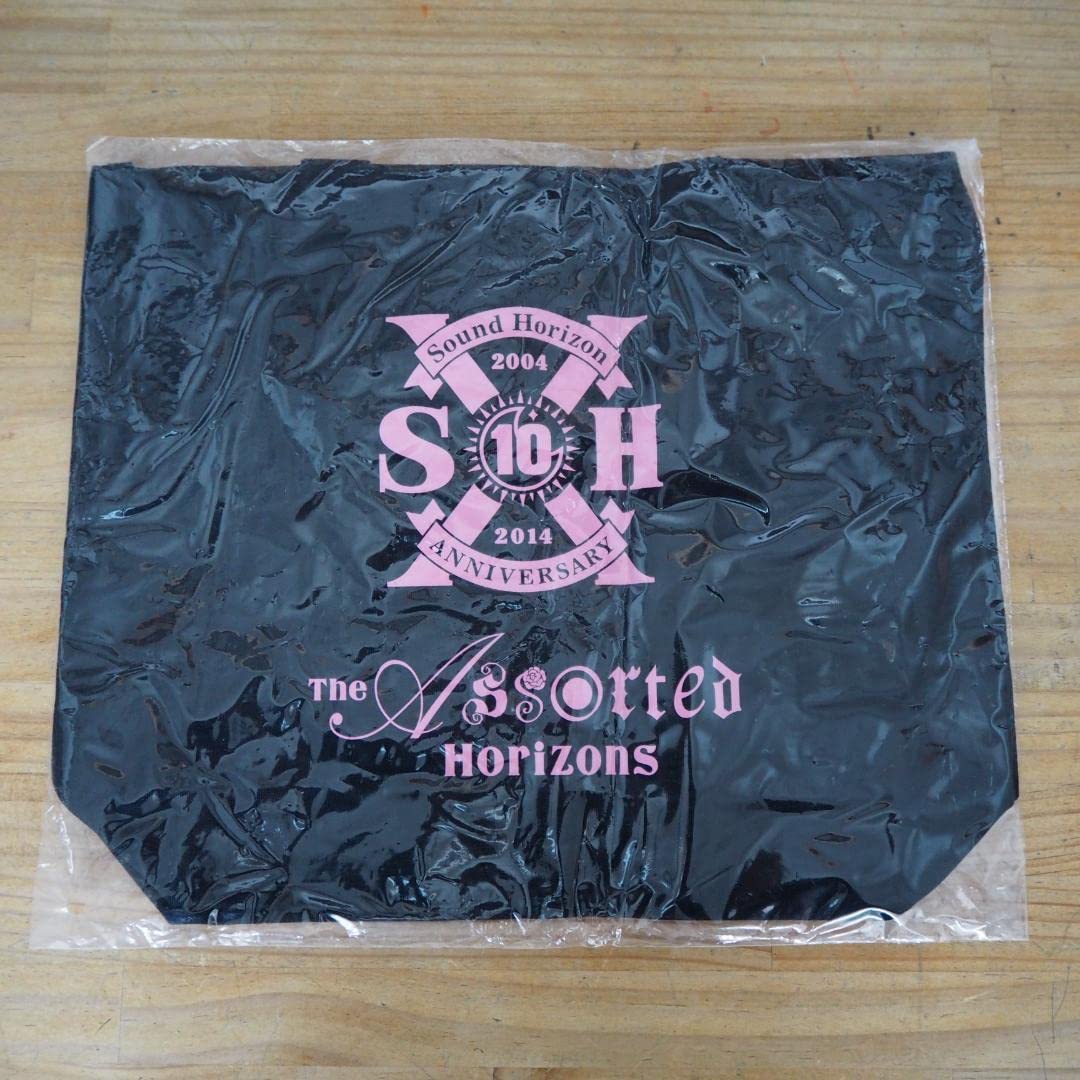 Sound Horizon
2004
S 10 H
2014
ANNIVERSARY
The Assorted
Horizons